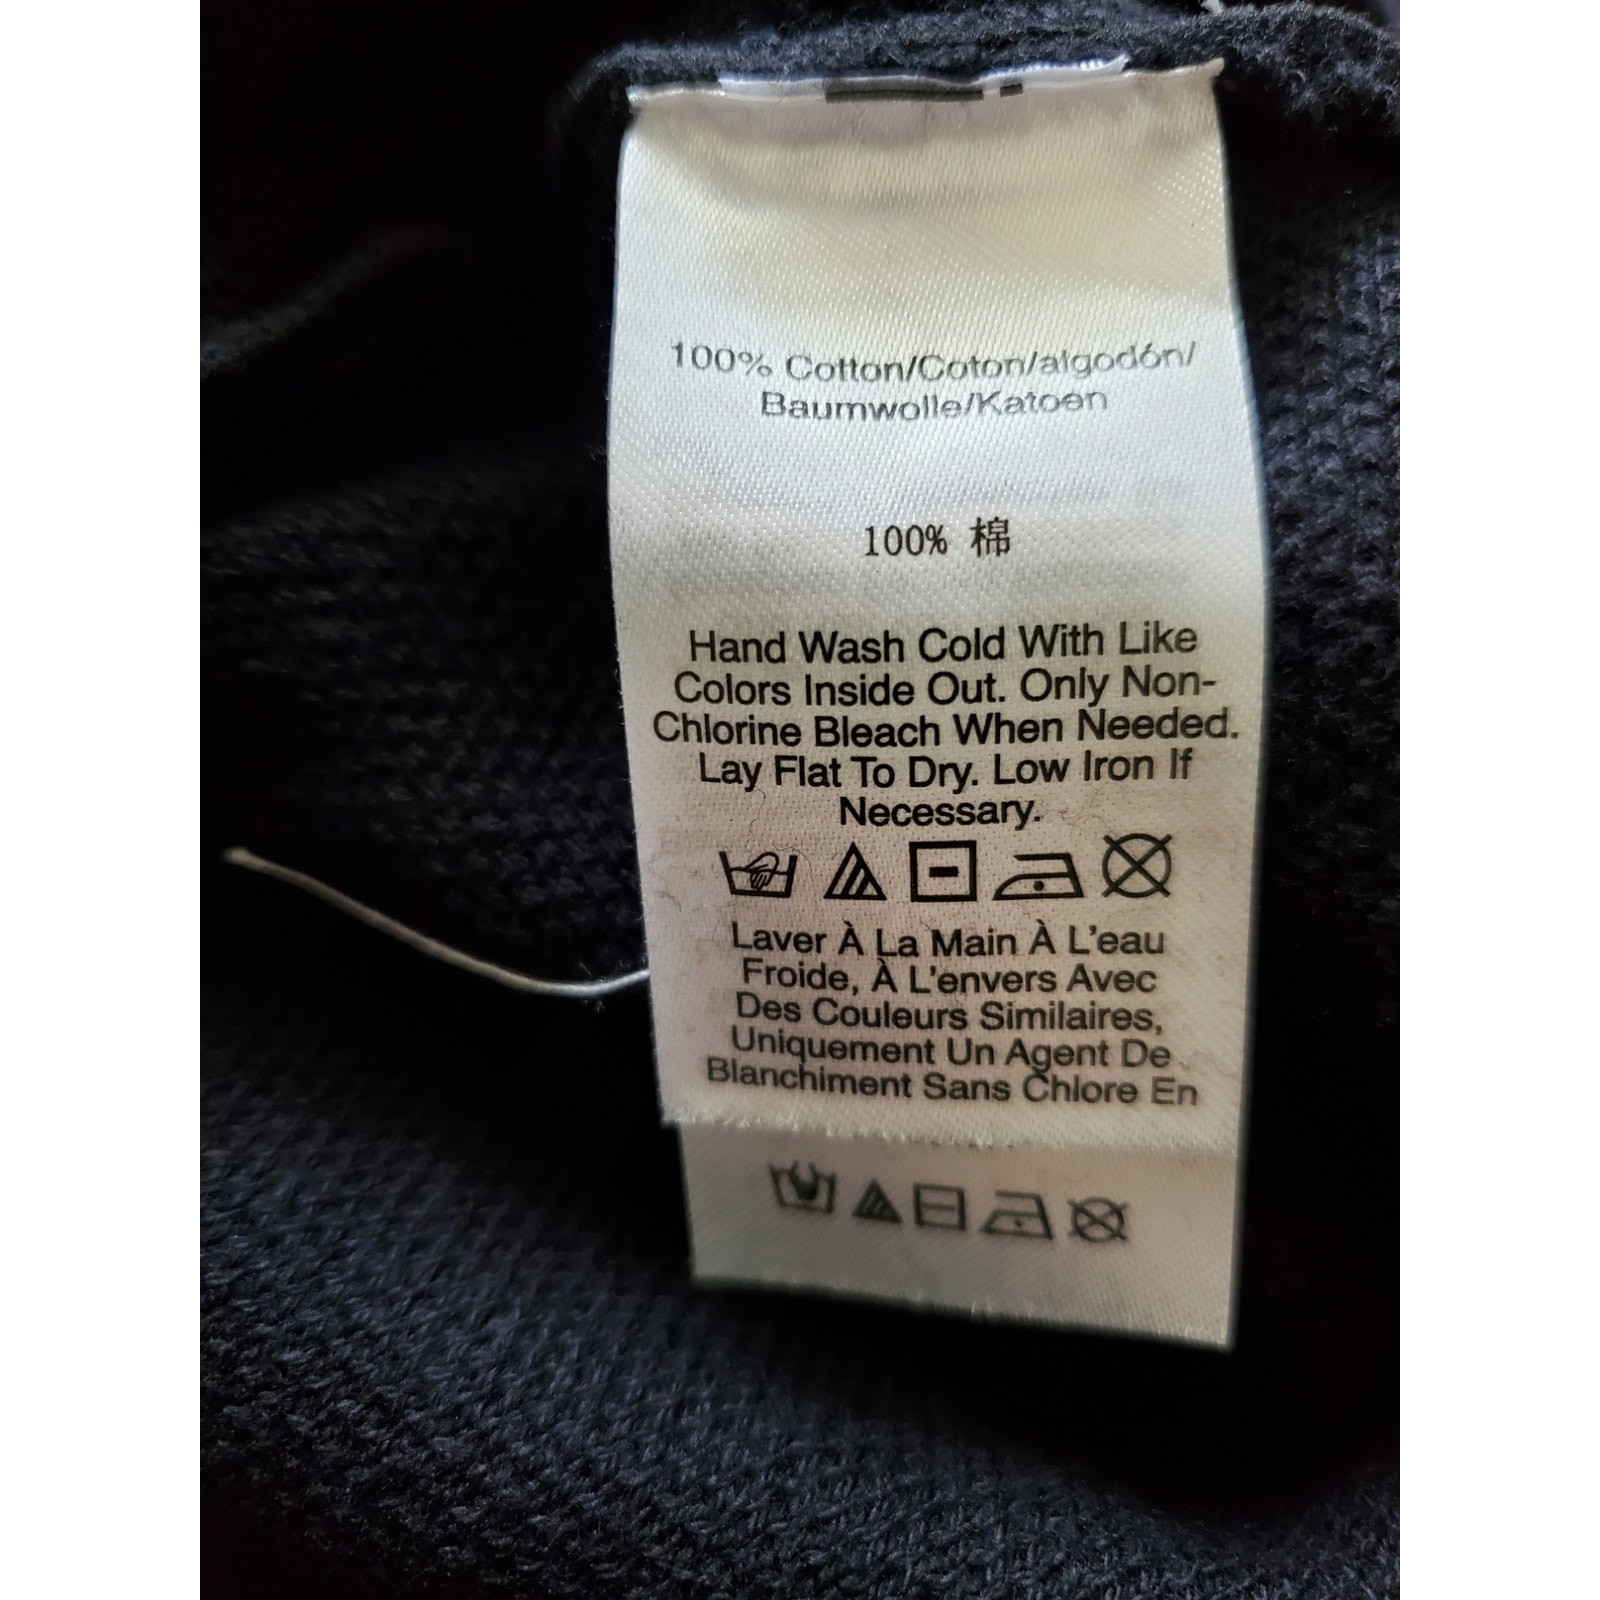 100% Cotton/Coton/algodón/
Baumwolle/Katoen
100% 棉
Hand Wash Cold With Like
Colors Inside Out. Only Non-
Chlorine Bleach When Needed.
Lay Flat To Dry. Low Iron If
Necessary.
Laver À La Main À L'eau
Froide, À L'envers Avec
Des Couleurs Similaires,
Uniquement Un Agent De
Blanchiment Sans Chlore En